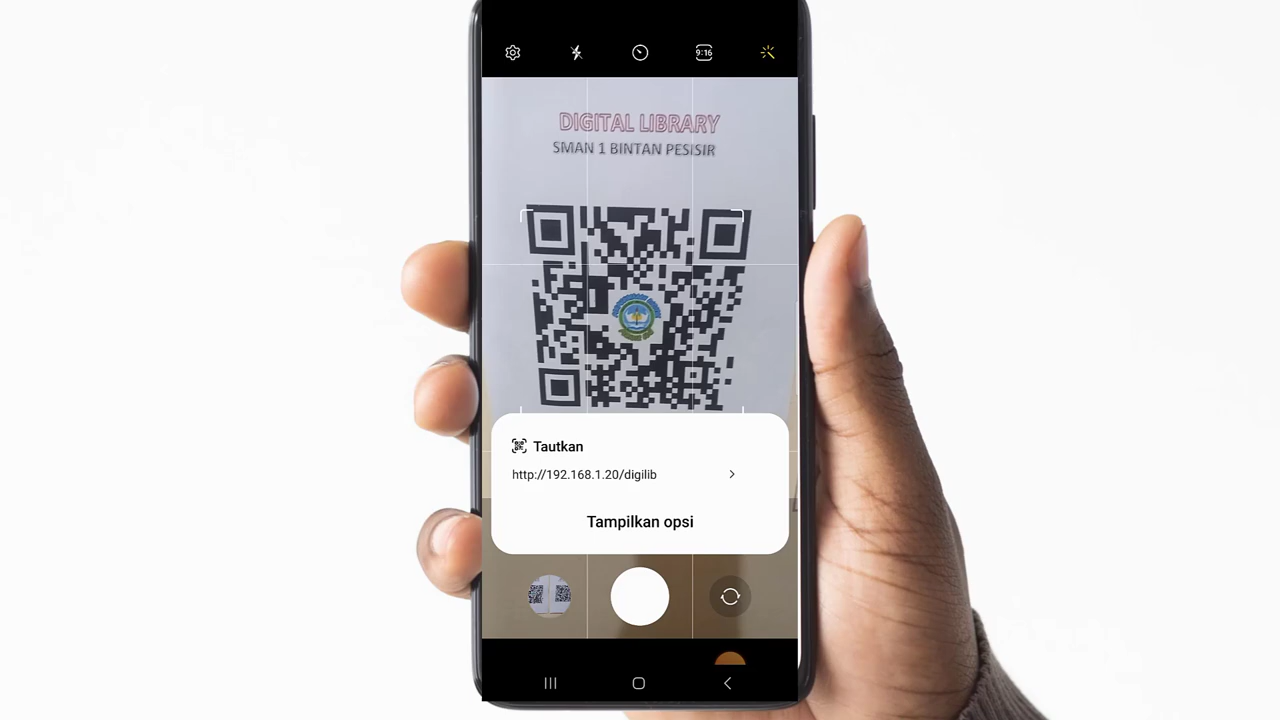 9:16
DIGITAL LIBRARY
SMAN 1 BINTAN PESISIR
Tautkan
http://192.168.1.20/digilib
Tampilkan opsi